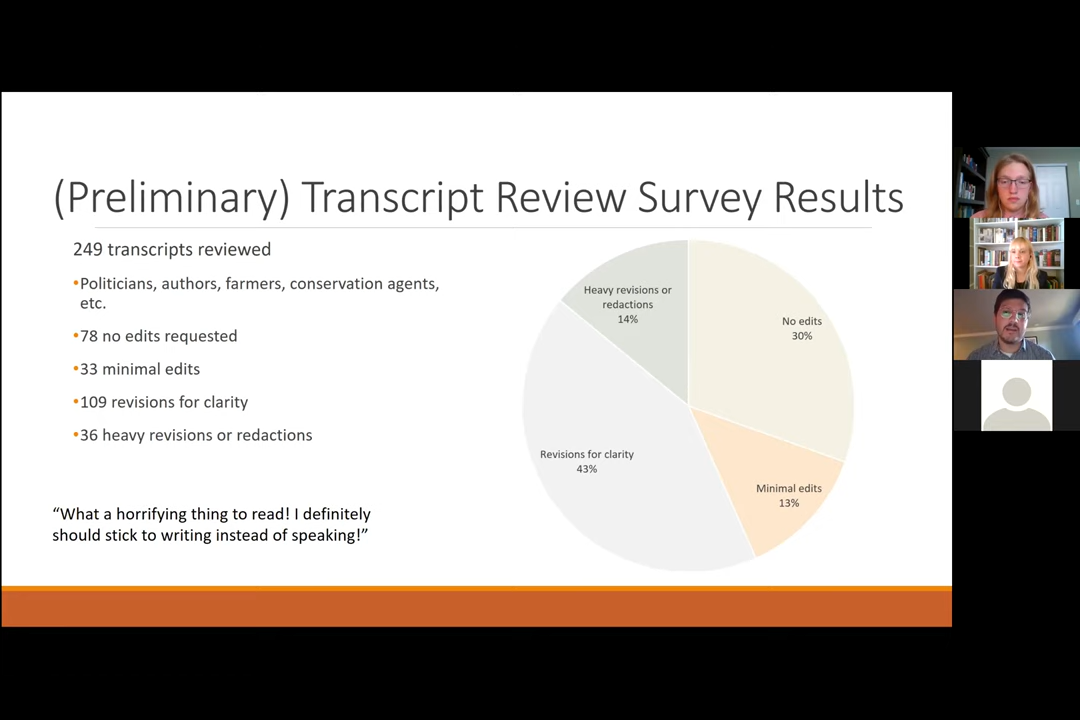 (Preliminary) Transcript Review Survey Results
249 transcripts reviewed
•Politicians, authors, farmers, conservation agents,
etc.
•78 no edits requested
•33 minimal edits
•109 revisions for clarity
•36 heavy revisions or redactions
“What a horrifying thing to read! I definitely
should stick to writing instead of speaking!”
Heavy revisions or
redactions
14%
No edits
30%
Revisions for clarity
43%
Minimal edits
13%